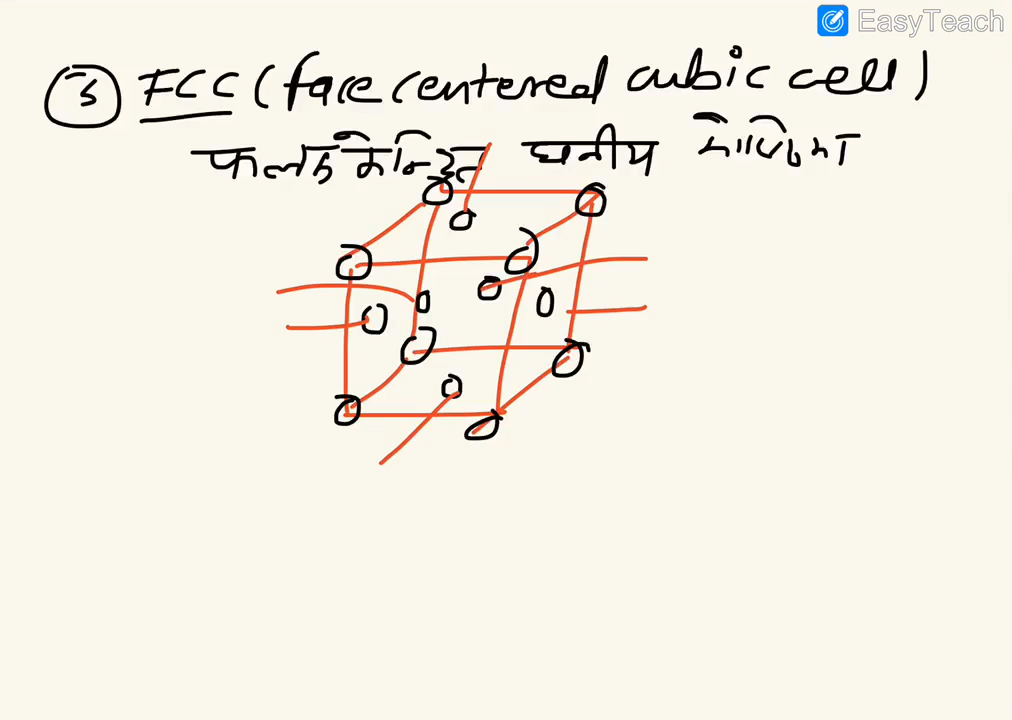 EasyTeach
③ FCC (face centered cubic cell)
फलक केन्द्रित घनीय